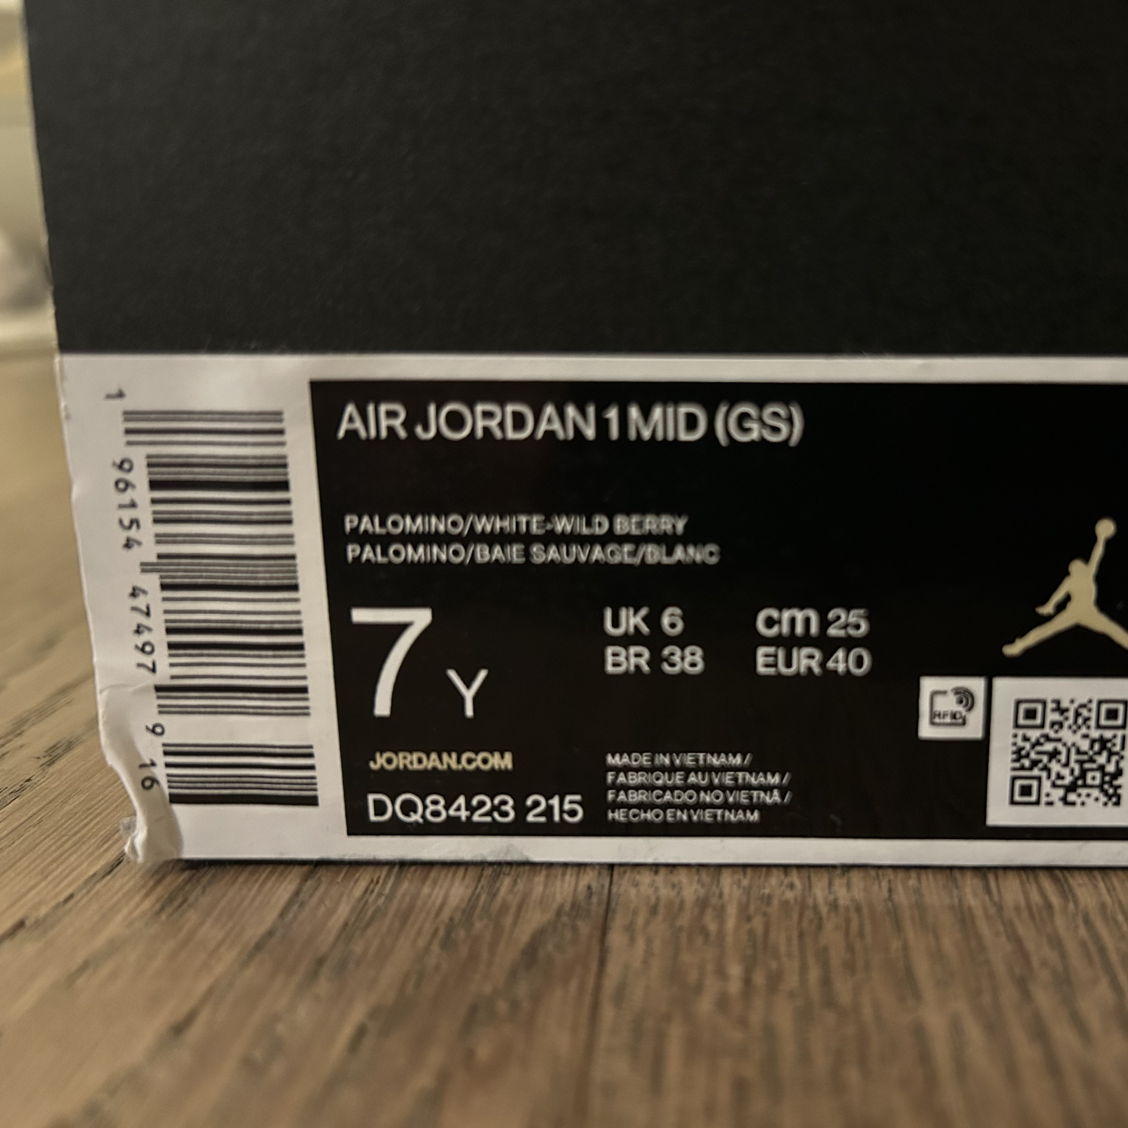 AIR JORDAN 1 MID (GS)
PALOMINO/WHITE-WILD BERRY
PALOMINO/BAIE SAUVAGE/BLANC
7 Y
UK 6 cm 25
BR 38 EUR 40
JORDAN.COM
DQ8423 215
MADE IN VIETNAM /
FABRIQUE AU VIETNAM /
FABRICADO NO VIETNÃ /
HECHO EN VIETNAM
RFID
1 96154 47497 9 16